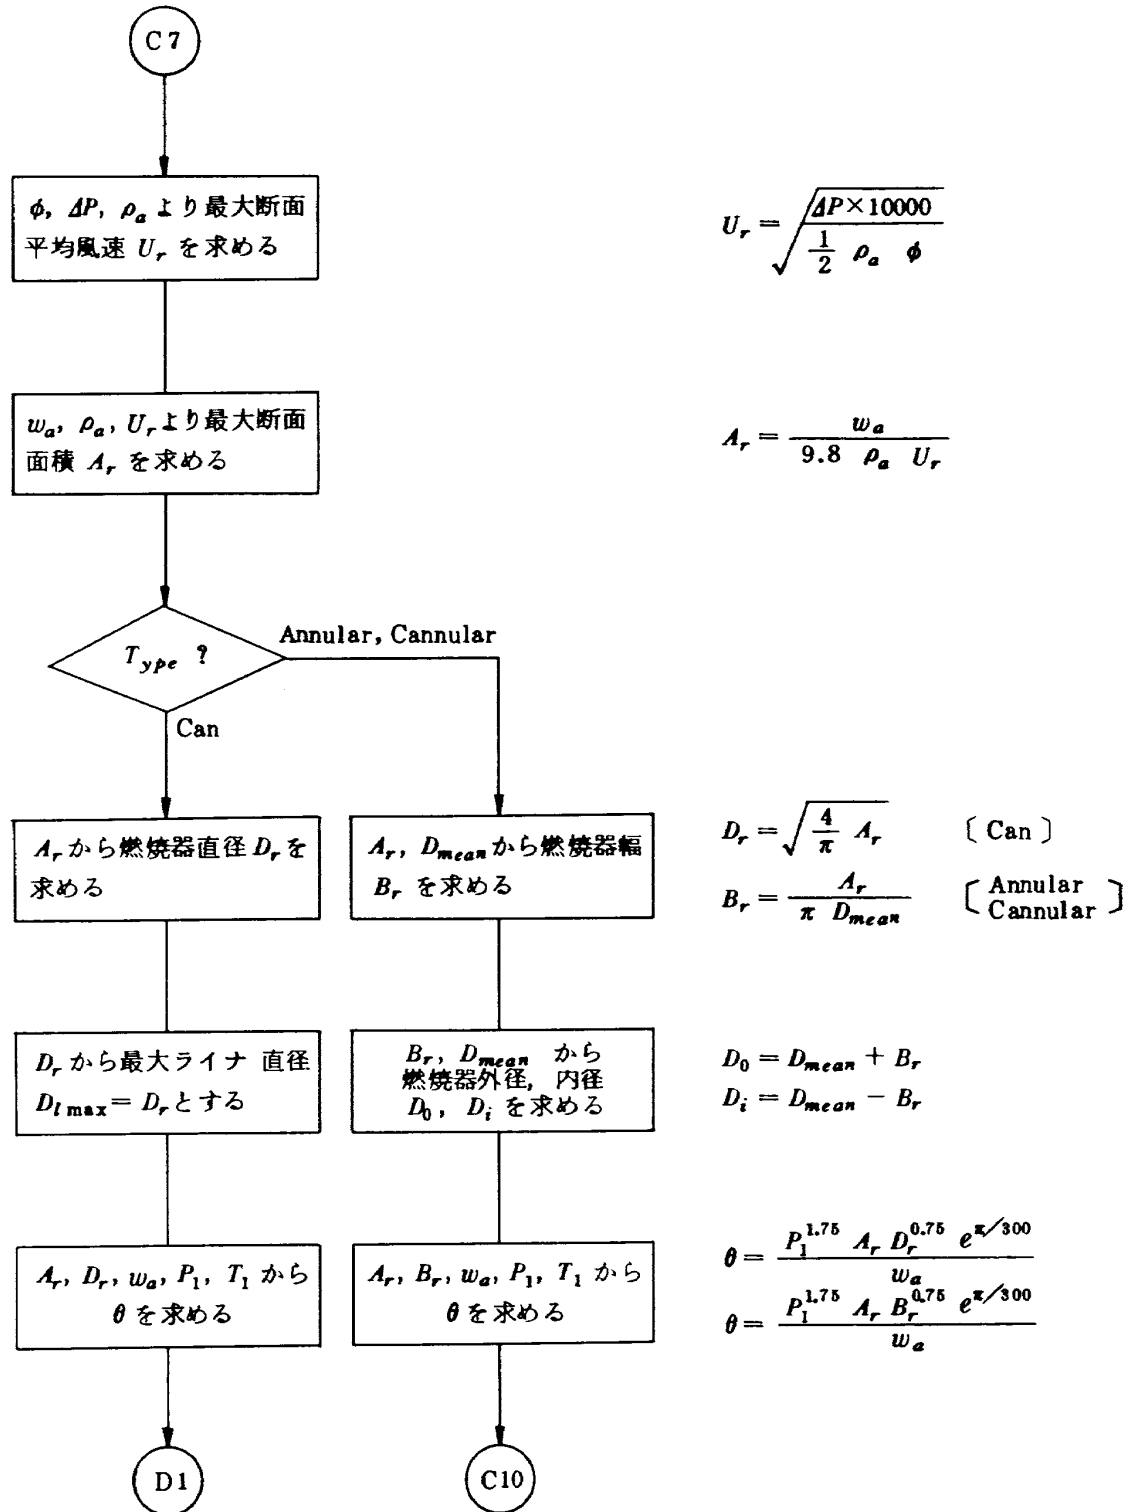 C7
φ, ΔP, ρa より最大断面
平均風速 Ur を求める
Ur = √(ΔP×10000 / (1/2 ρa φ))
wa, ρa, Ur より最大断面
面積 Ar を求める
Ar = wa / (9.8 ρa Ur)
Annular, Cannular
Type ?
Can
Ar から燃焼器直径 Dr を
求める
Ar, Dmean から燃焼器幅
Br を求める
Dr = √(4/π Ar) 〔 Can 〕
Br = Ar / (π Dmean) 〔 Annular
Cannular 〕
Dr から最大ライナ 直径
Dl max = Dr とする
Br, Dmean から
燃焼器外径, 内径
D0, Di を求める
D0 = Dmean + Br
Di = Dmean − Br
Ar, Dr, wa, P1, T1 から
θ を求める
Ar, Br, wa, P1, T1 から
θ を求める
θ = P1^1.75 Ar Dr^0.75 e^π/300 / wa
θ = P1^1.75 Ar Br^0.75 e^π/300 / wa
D1
C10